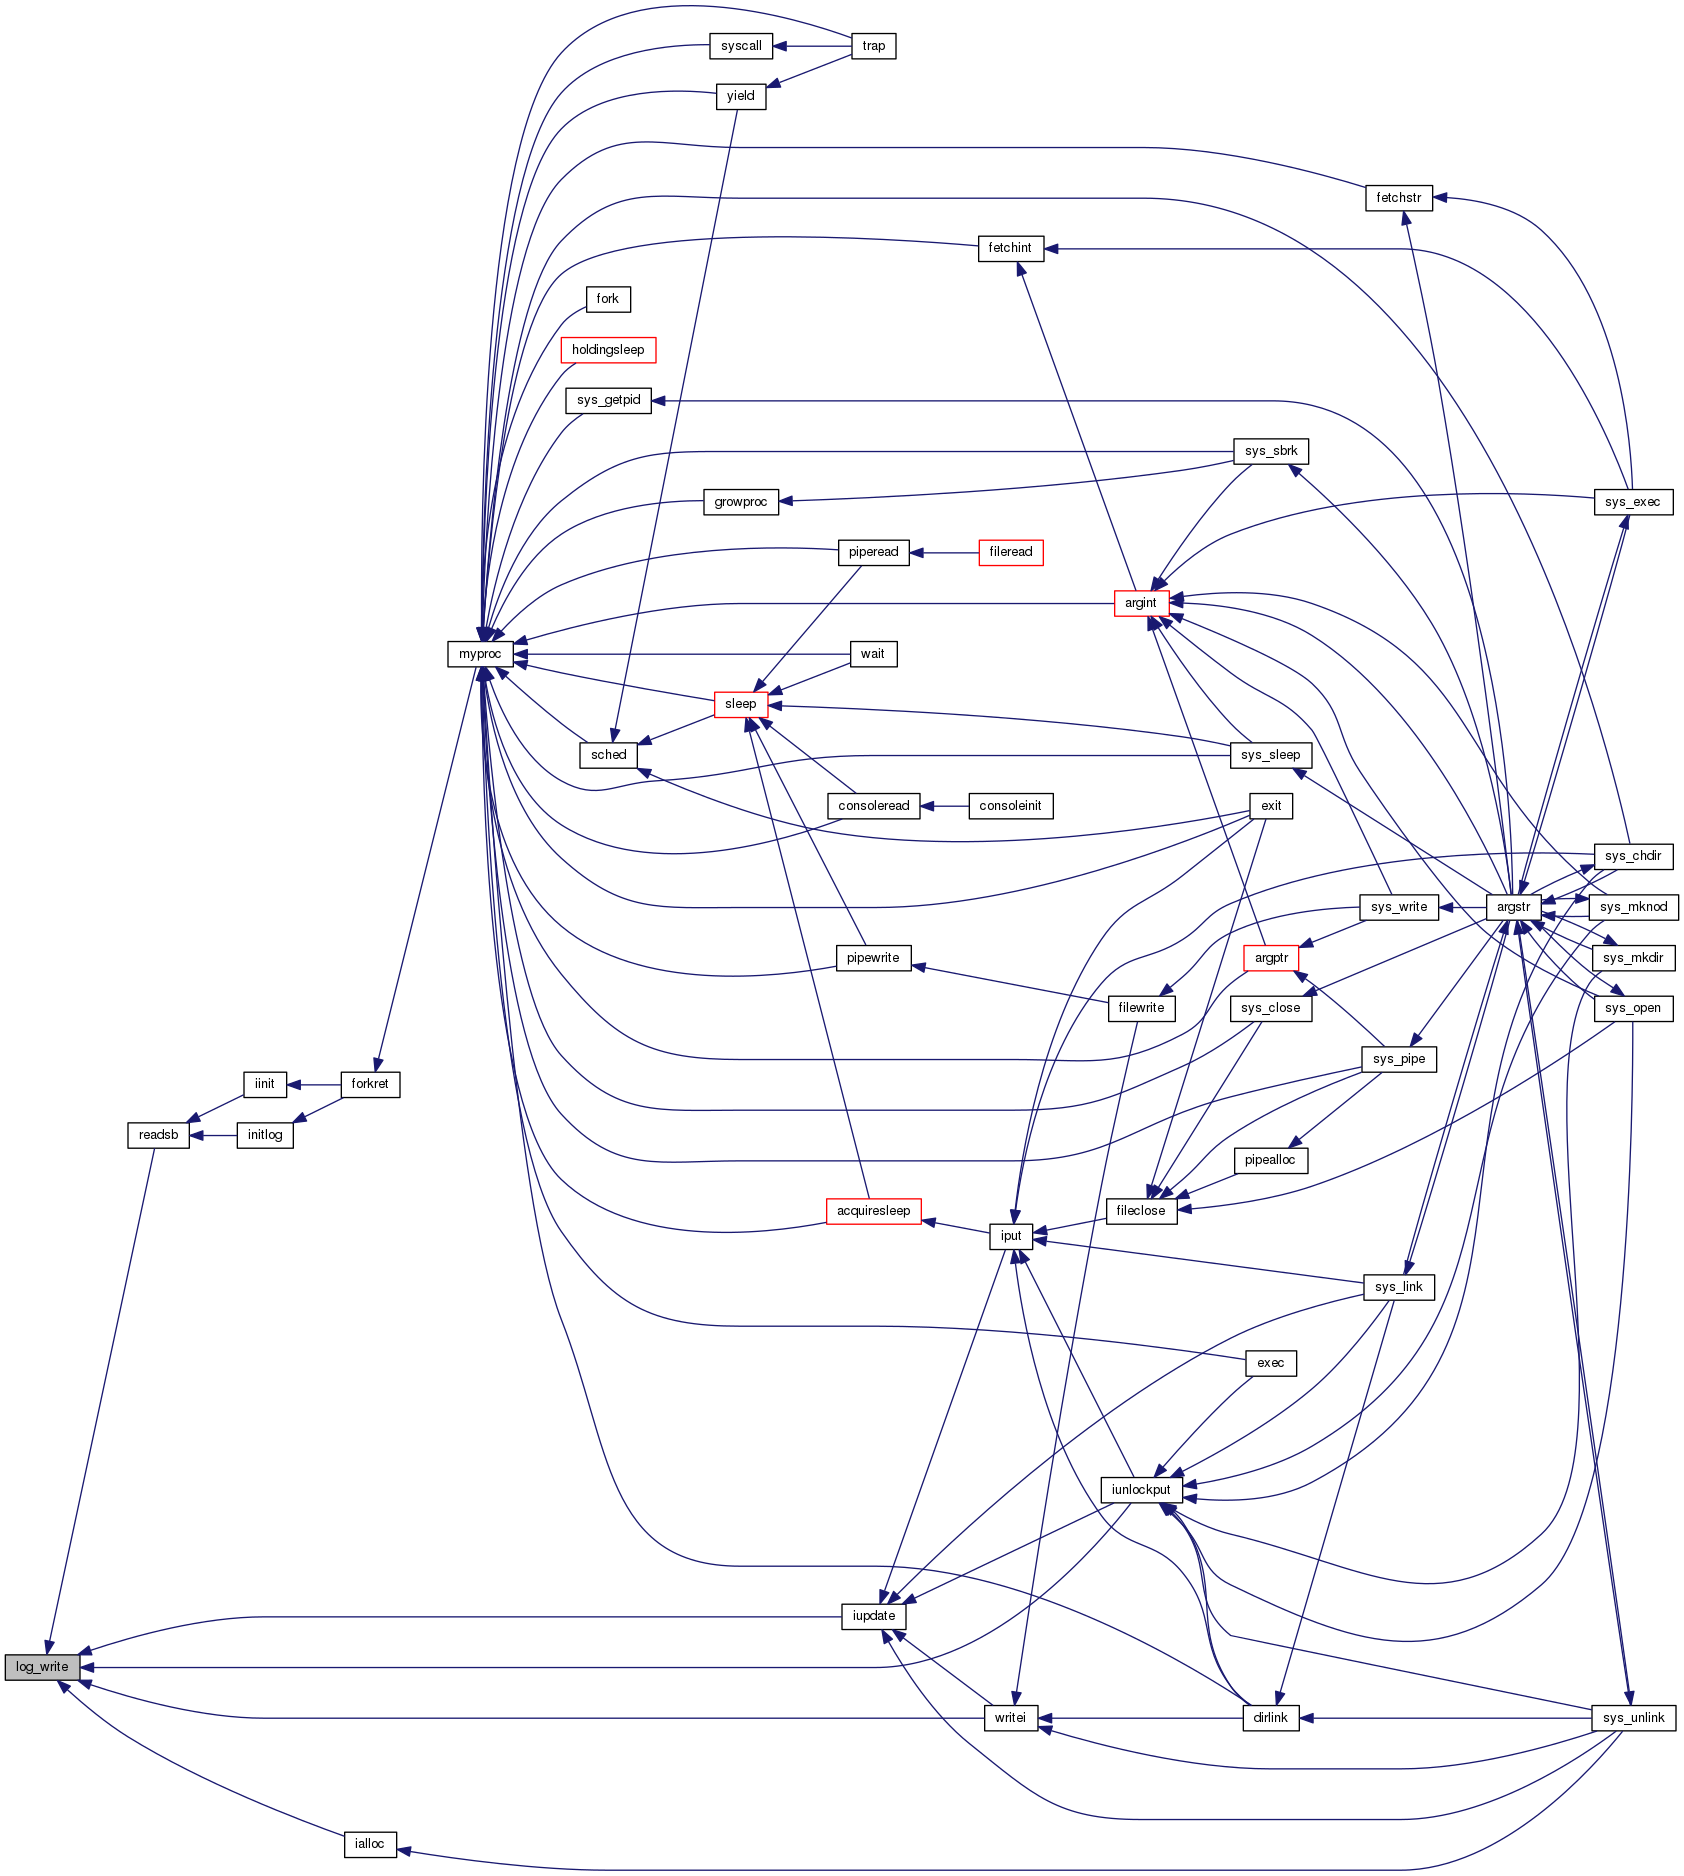 syscall
trap
yield
fetchstr
fetchint
fork
holdingsleep
sys_getpid
sys_sbrk
growproc
sys_exec
piperead
fileread
argint
myproc
wait
sleep
sched
sys_sleep
consoleread
consoleinit
exit
sys_chdir
sys_write
argstr
sys_mknod
pipewrite
argptr
sys_mkdir
filewrite
sys_close
sys_open
sys_pipe
iinit
forkret
readsb
initlog
pipealloc
acquiresleep
fileclose
iput
sys_link
exec
iunlockput
iupdate
log_write
writei
dirlink
sys_unlink
ialloc